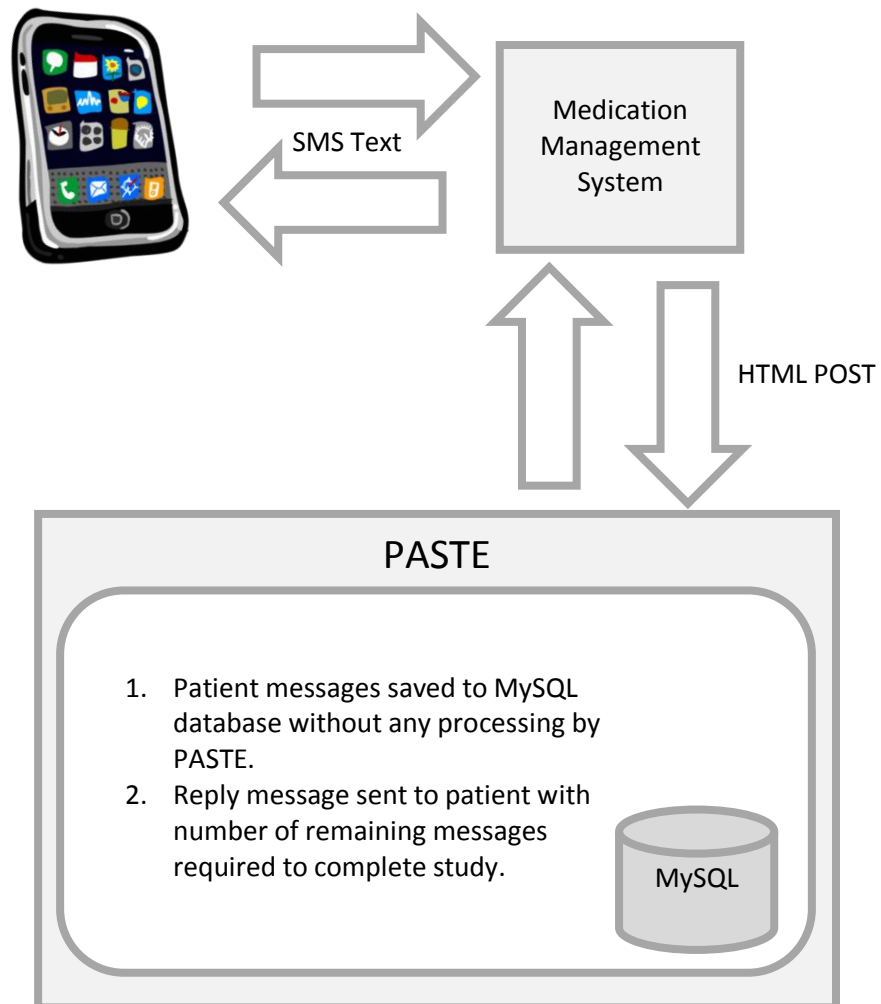 SMS Text
Medication
Management
System
HTML POST
PASTE
1. Patient messages saved to MySQL
database without any processing by
PASTE.
2. Reply message sent to patient with
number of remaining messages
required to complete study.
MySQL